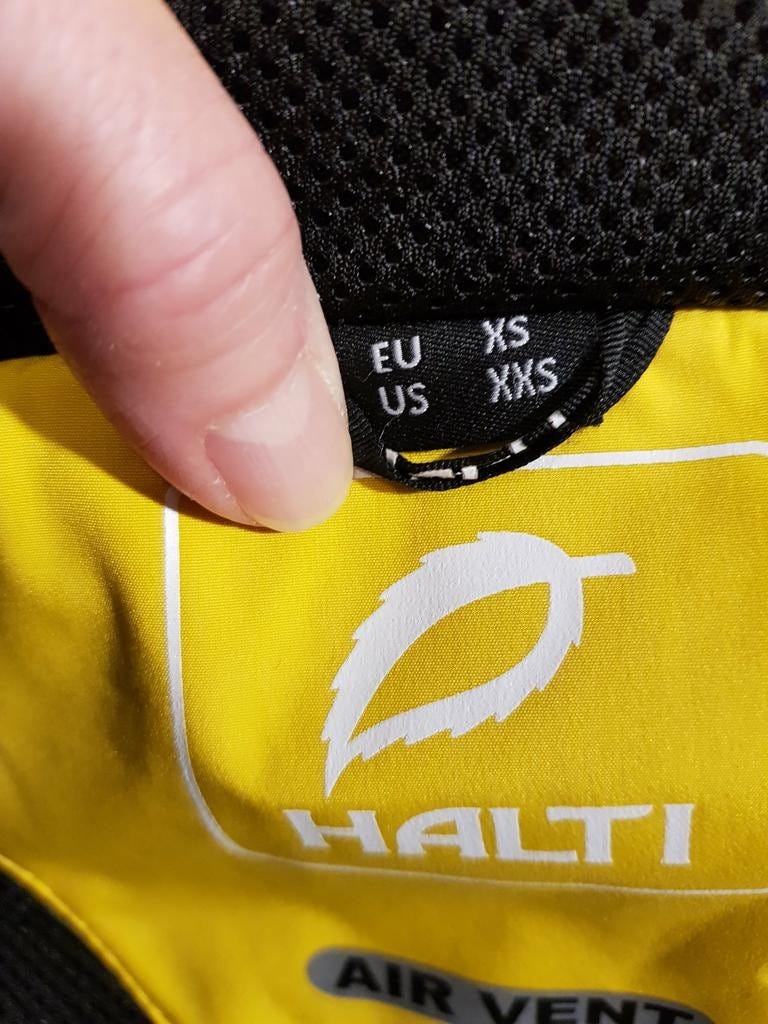 EU XS
US XXS
HALTI
AIR VENT